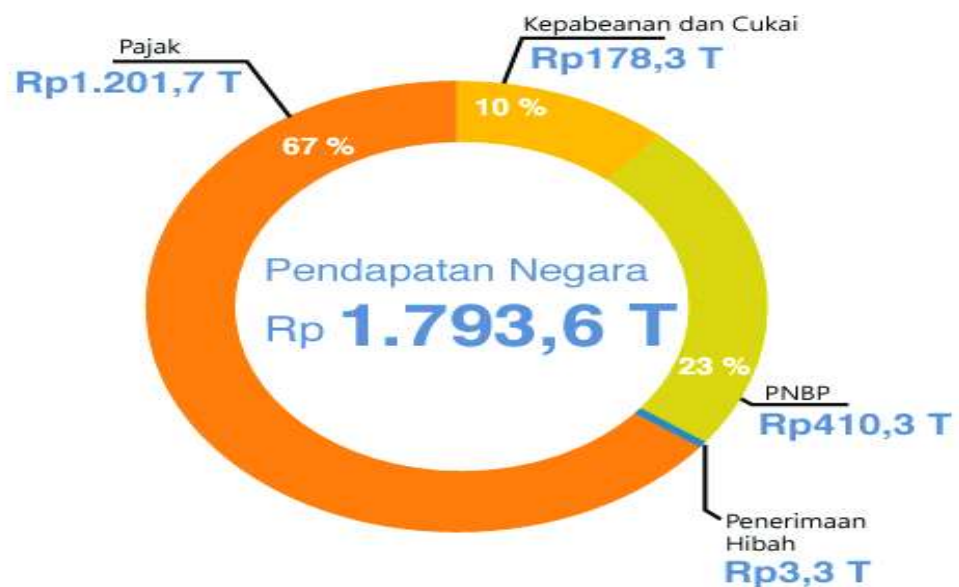 Kepabeanan dan Cukai
Rp178,3 T
Pajak
Rp1.201,7 T
10 %
67 %
Pendapatan Negara
Rp 1.793,6 T
23 %
PNBP
Rp410,3 T
Penerimaan
Hibah
Rp3,3 T